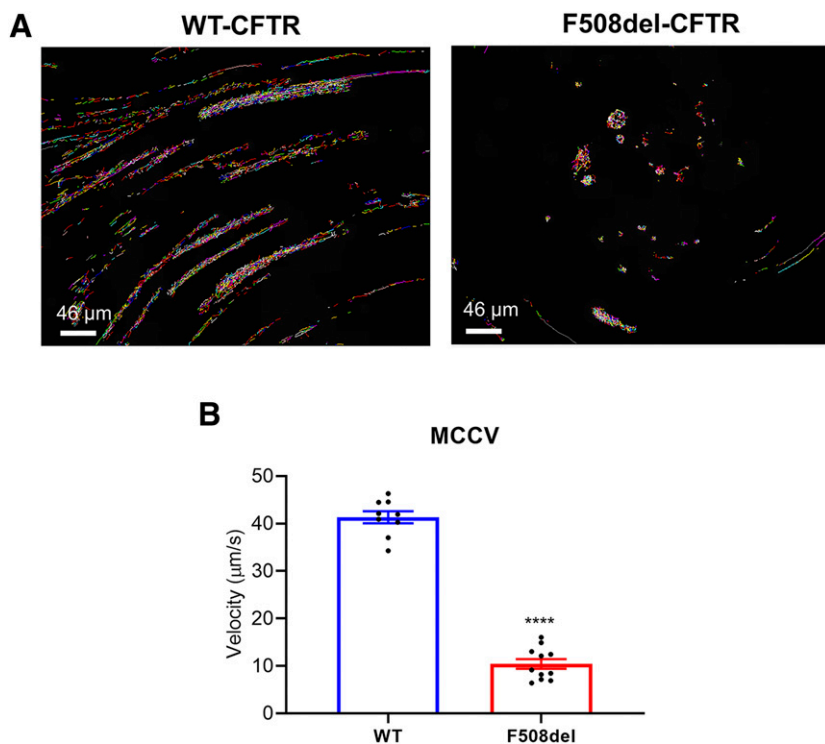 A
WT-CFTR
F508del-CFTR
46 µm
46 µm
B
MCCV
Velocity (µm/s)
50
40
30
20
10
0
****
WT
F508del